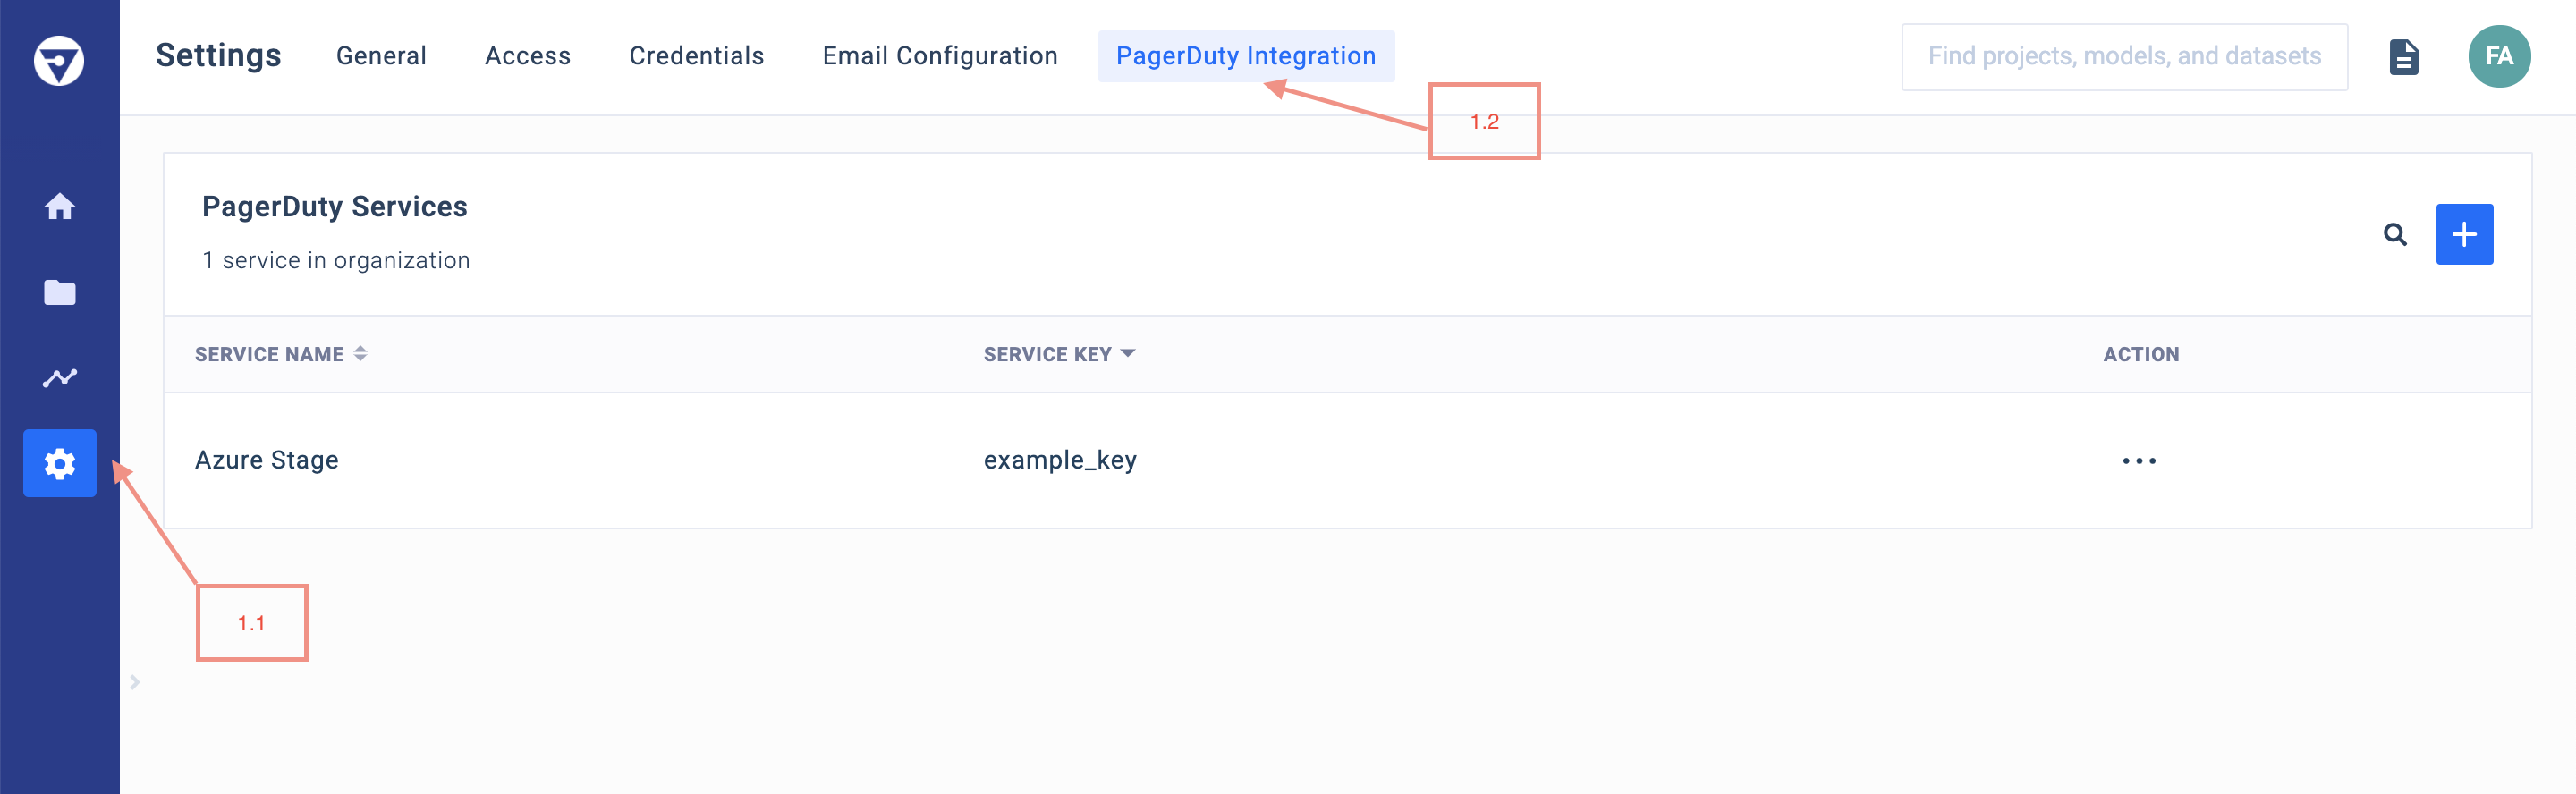 Settings General Access Credentials Email Configuration PagerDuty Integration Find projects, models, and datasets FA
1.2
PagerDuty Services
1 service in organization
SERVICE NAME SERVICE KEY ACTION
Azure Stage example_key ...
1.1